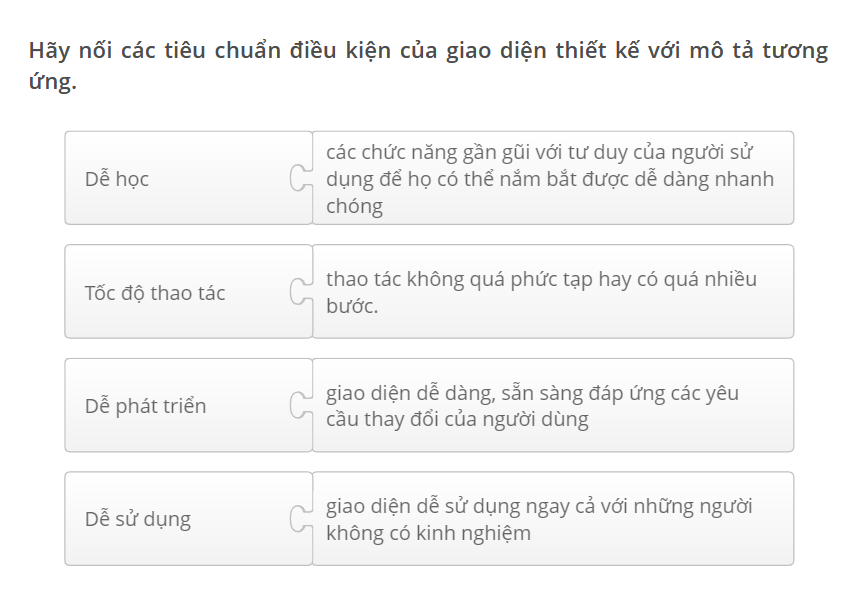 Hãy nối các tiêu chuẩn điều kiện của giao diện thiết kế với mô tả tương
ứng.
Dễ học
các chức năng gần gũi với tư duy của người sử
dụng để họ có thể nắm bắt được dễ dàng nhanh
chóng
Tốc độ thao tác
thao tác không quá phức tạp hay có quá nhiều
bước.
Dễ phát triển
giao diện dễ dàng, sẵn sàng đáp ứng các yêu
cầu thay đổi của người dùng
Dễ sử dụng
giao diện dễ sử dụng ngay cả với những người
không có kinh nghiệm